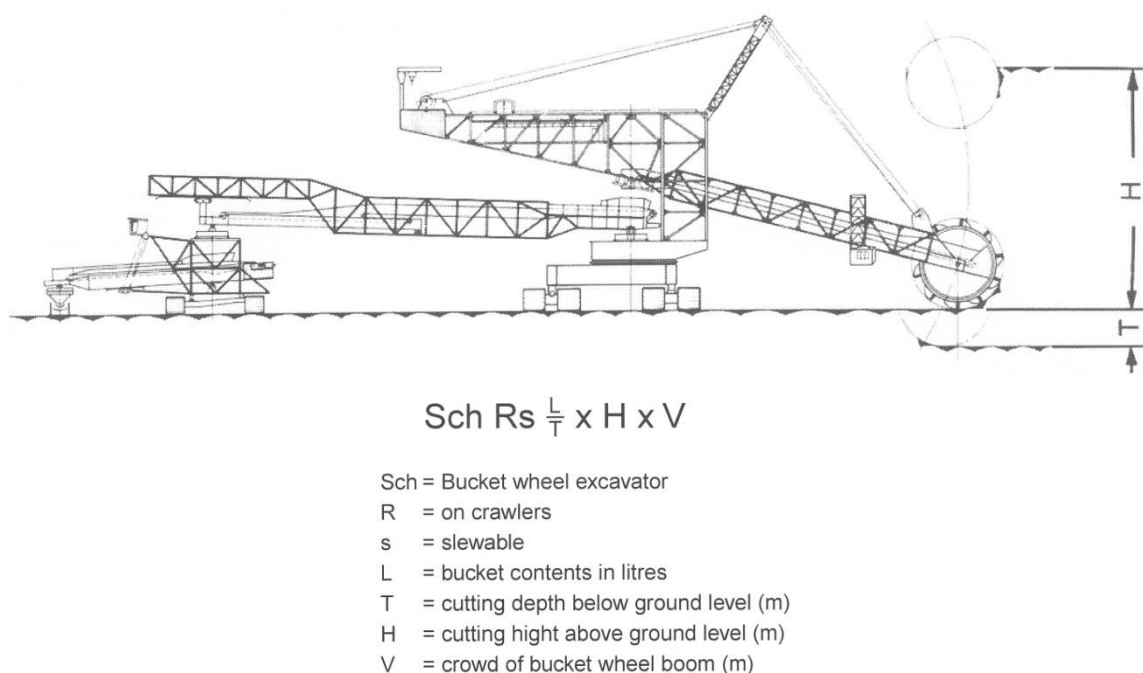 H
T
Sch Rs L/T x H x V
Sch = Bucket wheel excavator
R = on crawlers
s = slewable
L = bucket contents in litres
T = cutting depth below ground level (m)
H = cutting hight above ground level (m)
V = crowd of bucket wheel boom (m)